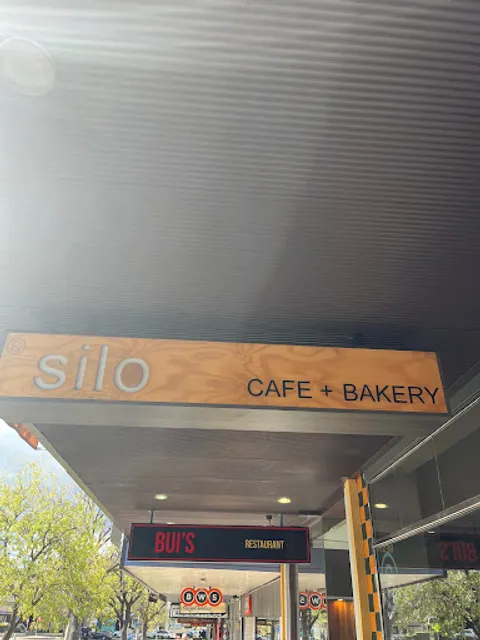 silo CAFE + BAKERY
BUI'S RESTAURANT
BWS